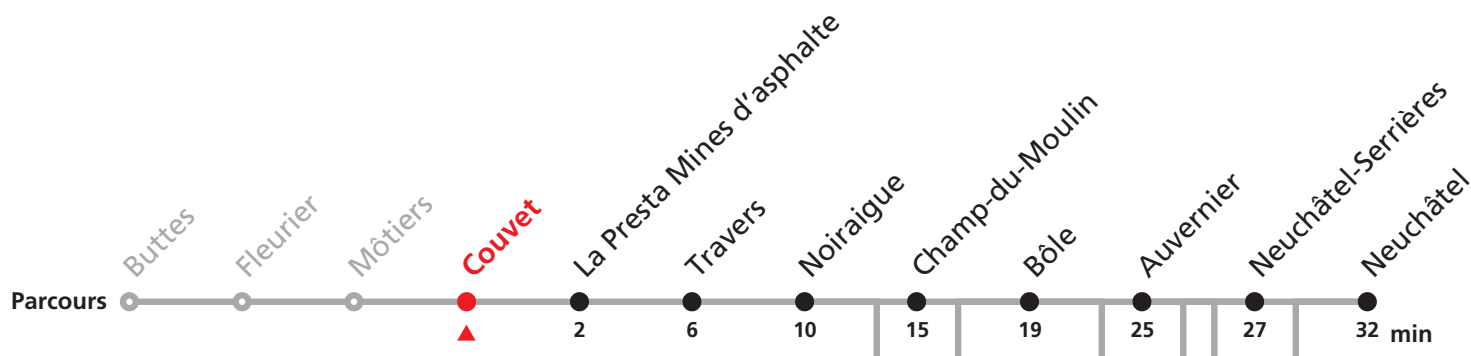 Buttes
Fleurier
Môtiers
Couvet
La Presta Mines d'asphalte
Travers
Noiraigue
Champ-du-Moulin
Bôle
Auvernier
Neuchâtel-Serrières
Neuchâtel
Parcours
2 6 10 15 19 25 27 32 min